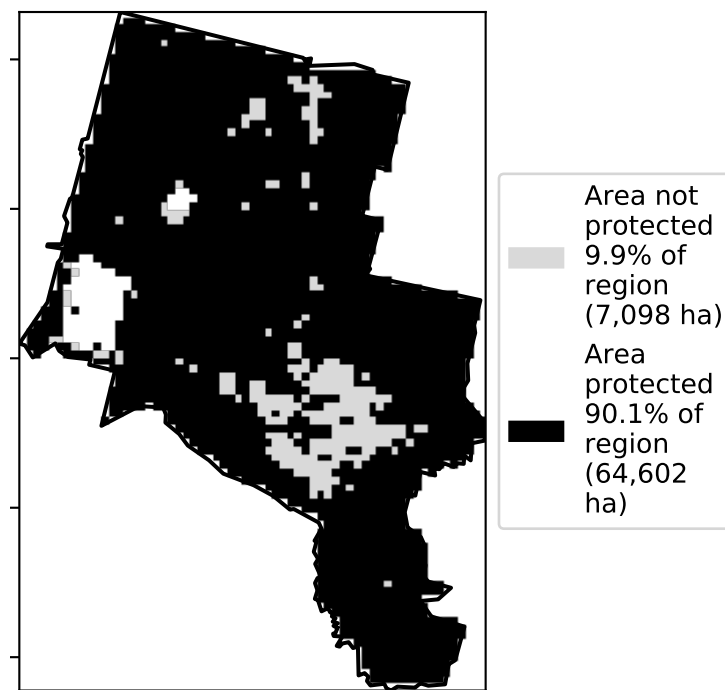 Area not
protected
9.9% of
region
(7,098 ha)
Area
protected
90.1% of
region
(64,602
ha)